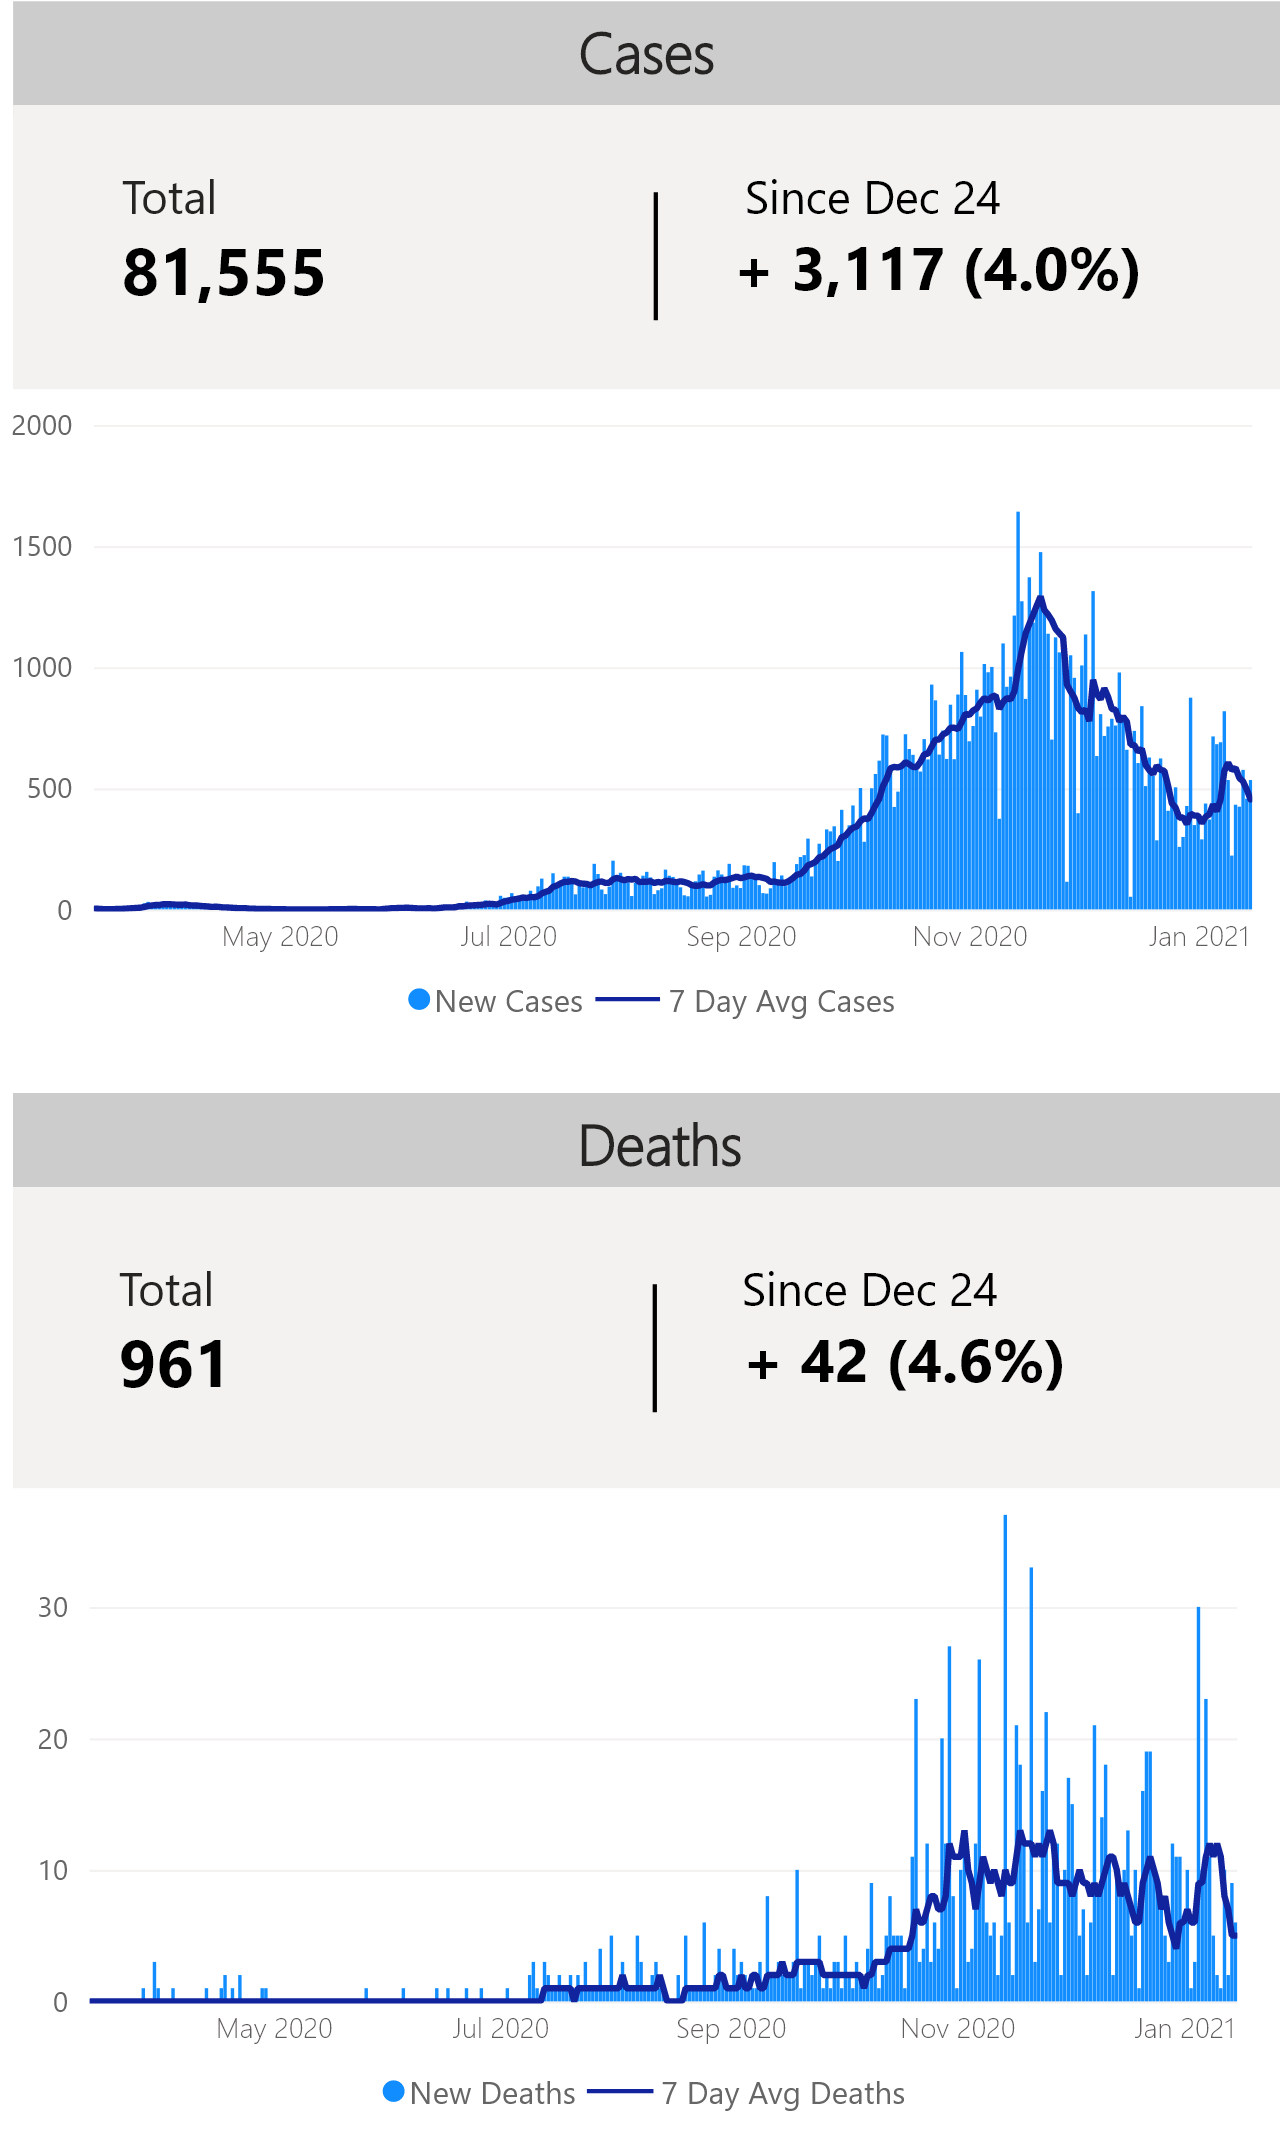 Cases
Total
Since Dec 24
81,555
+ 3,117 (4.0%)
2000
1500
1000
500
0
May 2020
Jul 2020
Sep 2020
Nov 2020
Jan 2021
New Cases
7 Day Avg Cases
Deaths
Total
Since Dec 24
961
+ 42 (4.6%)
30
20
10
0
May 2020
Jul 2020
Sep 2020
Nov 2020
Jan 2021
New Deaths
7 Day Avg Deaths